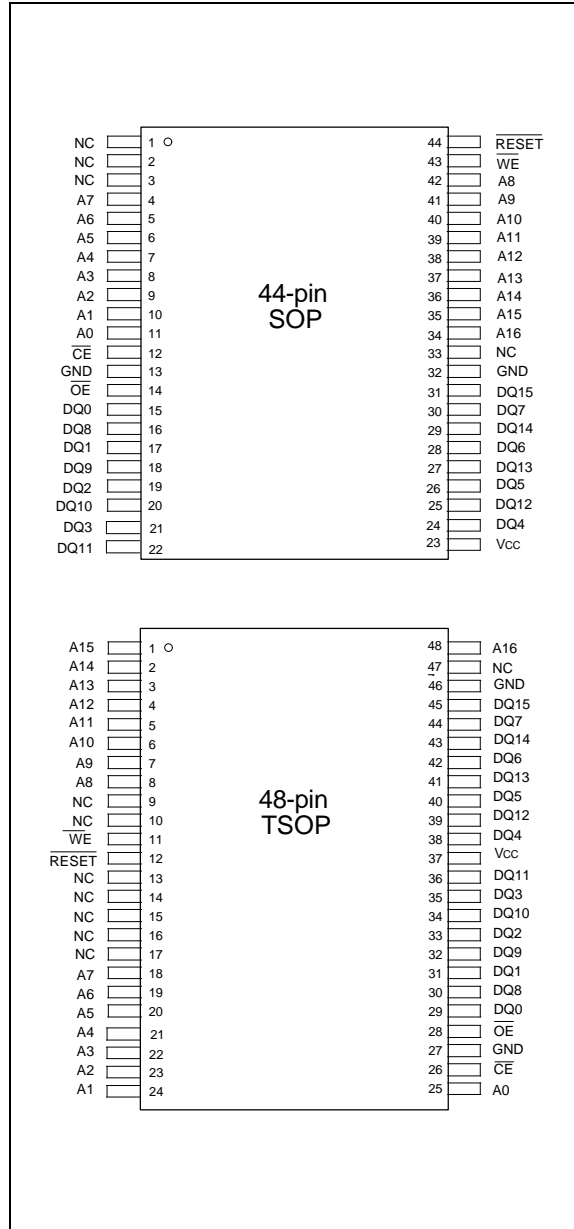 NC 1 44 RESET
NC 2 43 WE
NC 3 42 A8
A7 4 41 A9
A6 5 40 A10
A5 6 39 A11
A4 7 38 A12
A3 8 37 A13
A2 9 36 A14
A1 10 35 A15
A0 11 34 A16
CE 12 33 NC
GND 13 32 GND
OE 14 31 DQ15
DQ0 15 30 DQ7
DQ8 16 29 DQ14
DQ1 17 28 DQ6
DQ9 18 27 DQ13
DQ2 19 26 DQ5
DQ10 20 25 DQ12
DQ3 21 24 DQ4
DQ11 22 23 VCC
44-pin
SOP
A15 1 48 A16
A14 2 47 NC
A13 3 46 GND
A12 4 45 DQ15
A11 5 44 DQ7
A10 6 43 DQ14
A9 7 42 DQ6
A8 8 41 DQ13
NC 9 40 DQ5
NC 10 39 DQ12
WE 11 38 DQ4
RESET 12 37 VCC
NC 13 36 DQ11
NC 14 35 DQ3
NC 15 34 DQ10
NC 16 33 DQ2
NC 17 32 DQ9
A7 18 31 DQ1
A6 19 30 DQ8
A5 20 29 DQ0
A4 21 28 OE
A3 22 27 GND
A2 23 26 CE
A1 24 25 A0
48-pin
TSOP